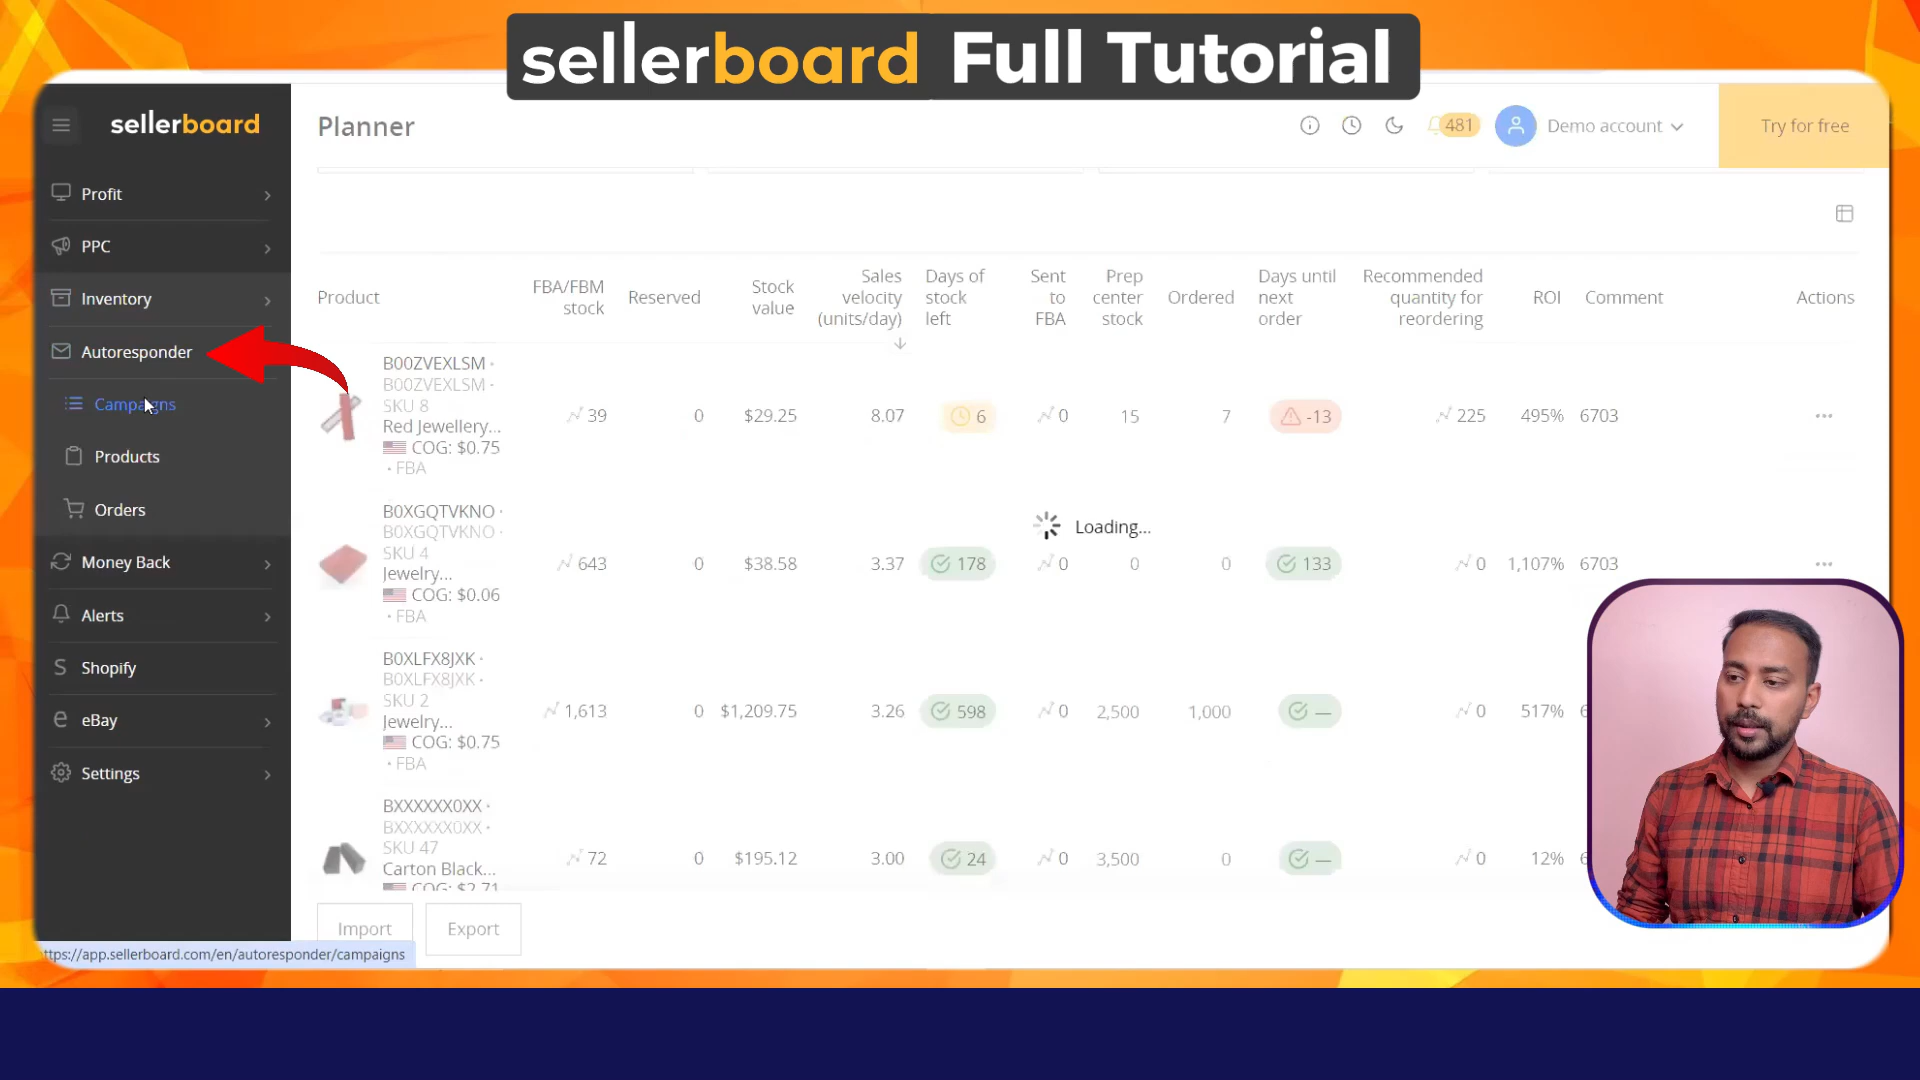 sellerboard Full Tutorial
sellerboard
Planner
481
Demo account
Try for free
Profit
PPC
Inventory
Autoresponder
Campaigns
Products
Orders
Money Back
Alerts
S Shopify
e eBay
Settings
Product
FBA/FBM stock
Reserved
Stock value
Sales velocity (units/day)
Days of stock left
Sent to FBA
Prep center stock
Ordered
Days until next order
Recommended quantity for reordering
ROI
Comment
Actions
B00ZVEXLSM ·
B00ZVEXLSM ·
SKU 8
Red Jewellery...
COG: $0.75
· FBA
39 0 $29.25 8.07 6 0 15 7 -13 225 495% 6703 ...
B0XGQTVKNO ·
B0XGQTVKNO ·
SKU 4
Jewelry...
COG: $0.06
· FBA
643 0 $38.58 3.37 178 0 0 0 133 0 1,107% 6703 ...
Loading...
B0XLFX8JXK ·
B0XLFX8JXK ·
SKU 2
Jewelry...
COG: $0.75
· FBA
1,613 0 $1,209.75 3.26 598 0 2,500 1,000 — 0 517%
BXXXXXX0XX ·
BXXXXXX0XX ·
SKU 47
Carton Black...
COG: $2.71
72 0 $195.12 3.00 24 0 3,500 0 — 0 12%
Import
Export
ttps://app.sellerboard.com/en/autoresponder/campaigns